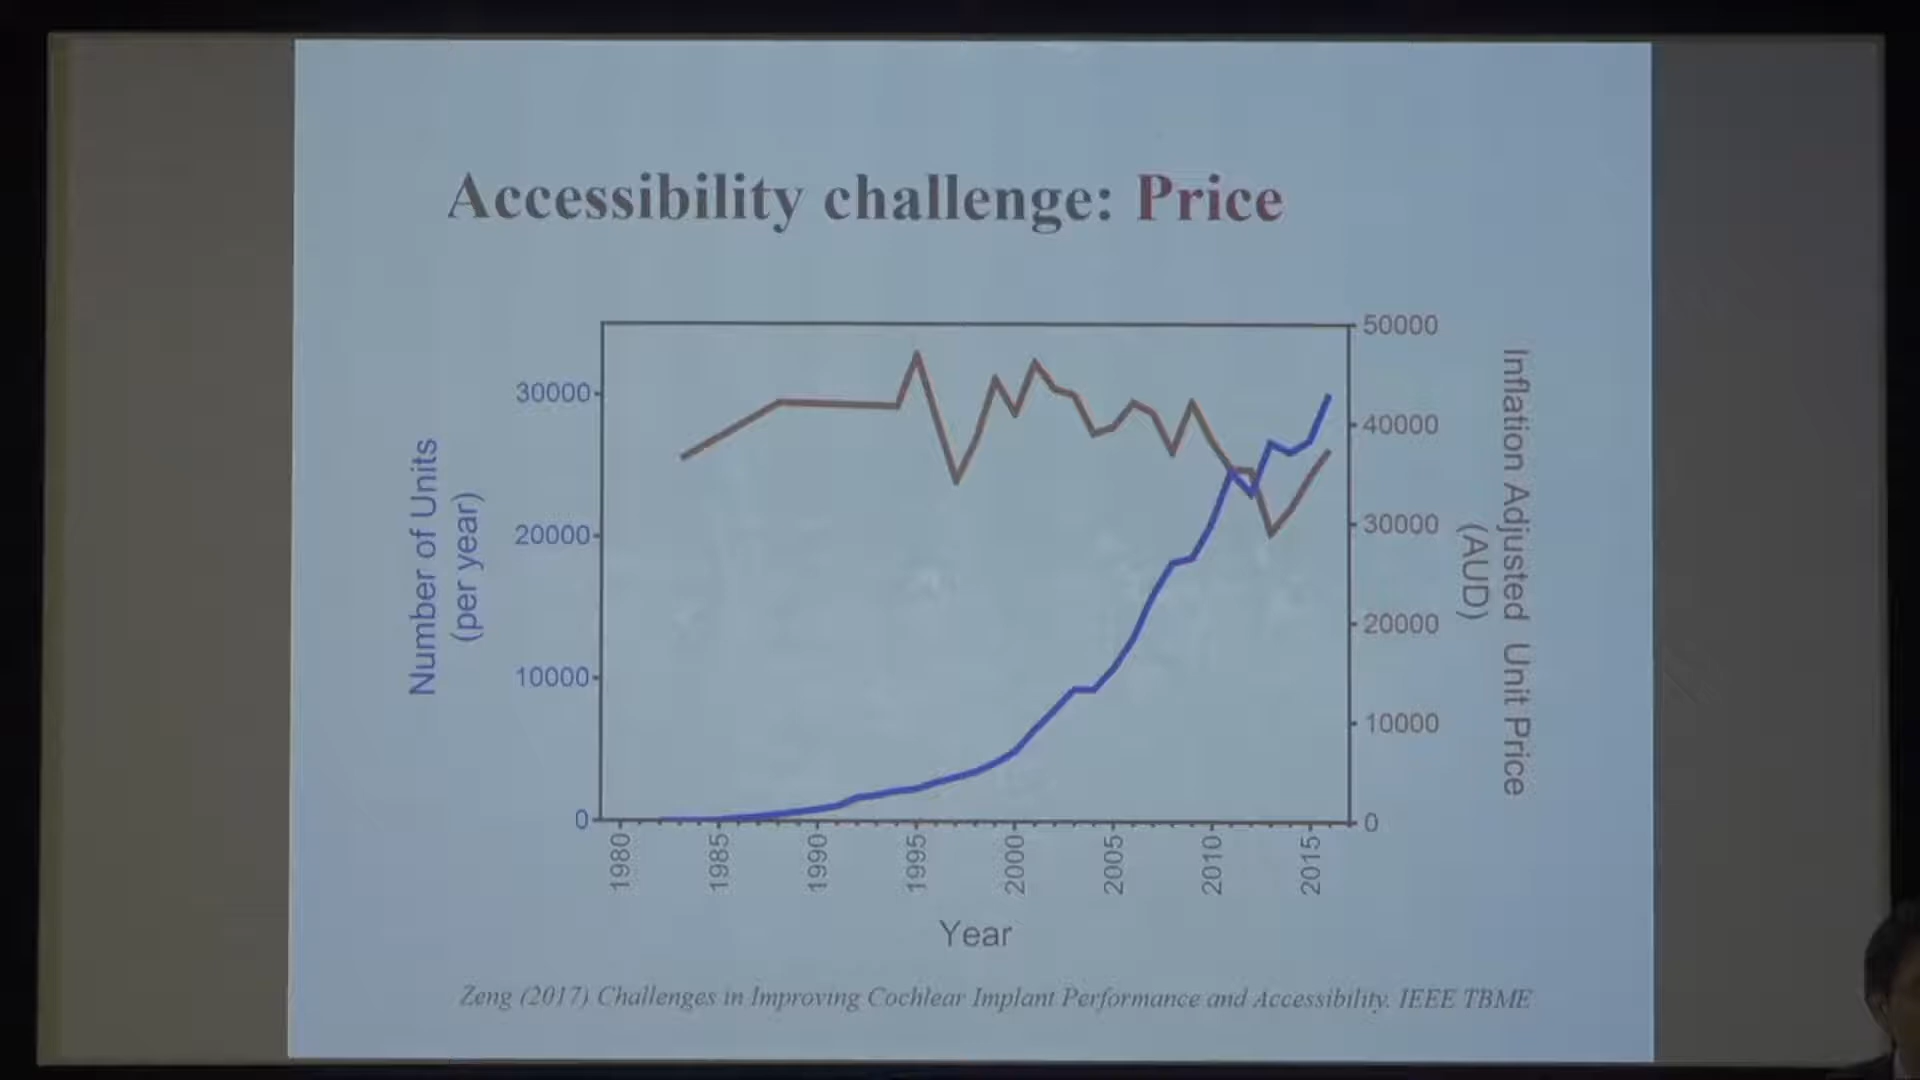 Accessibility challenge: Price
Number of Units
(per year)
30000
20000
10000
0
50000
40000
30000
20000
10000
0
Inflation Adjusted Unit Price
(AUD)
1980
1985
1990
1995
2000
2005
2010
2015
Year
Zeng (2017) Challenges in Improving Cochlear Implant Performance and Accessibility. IEEE TBME